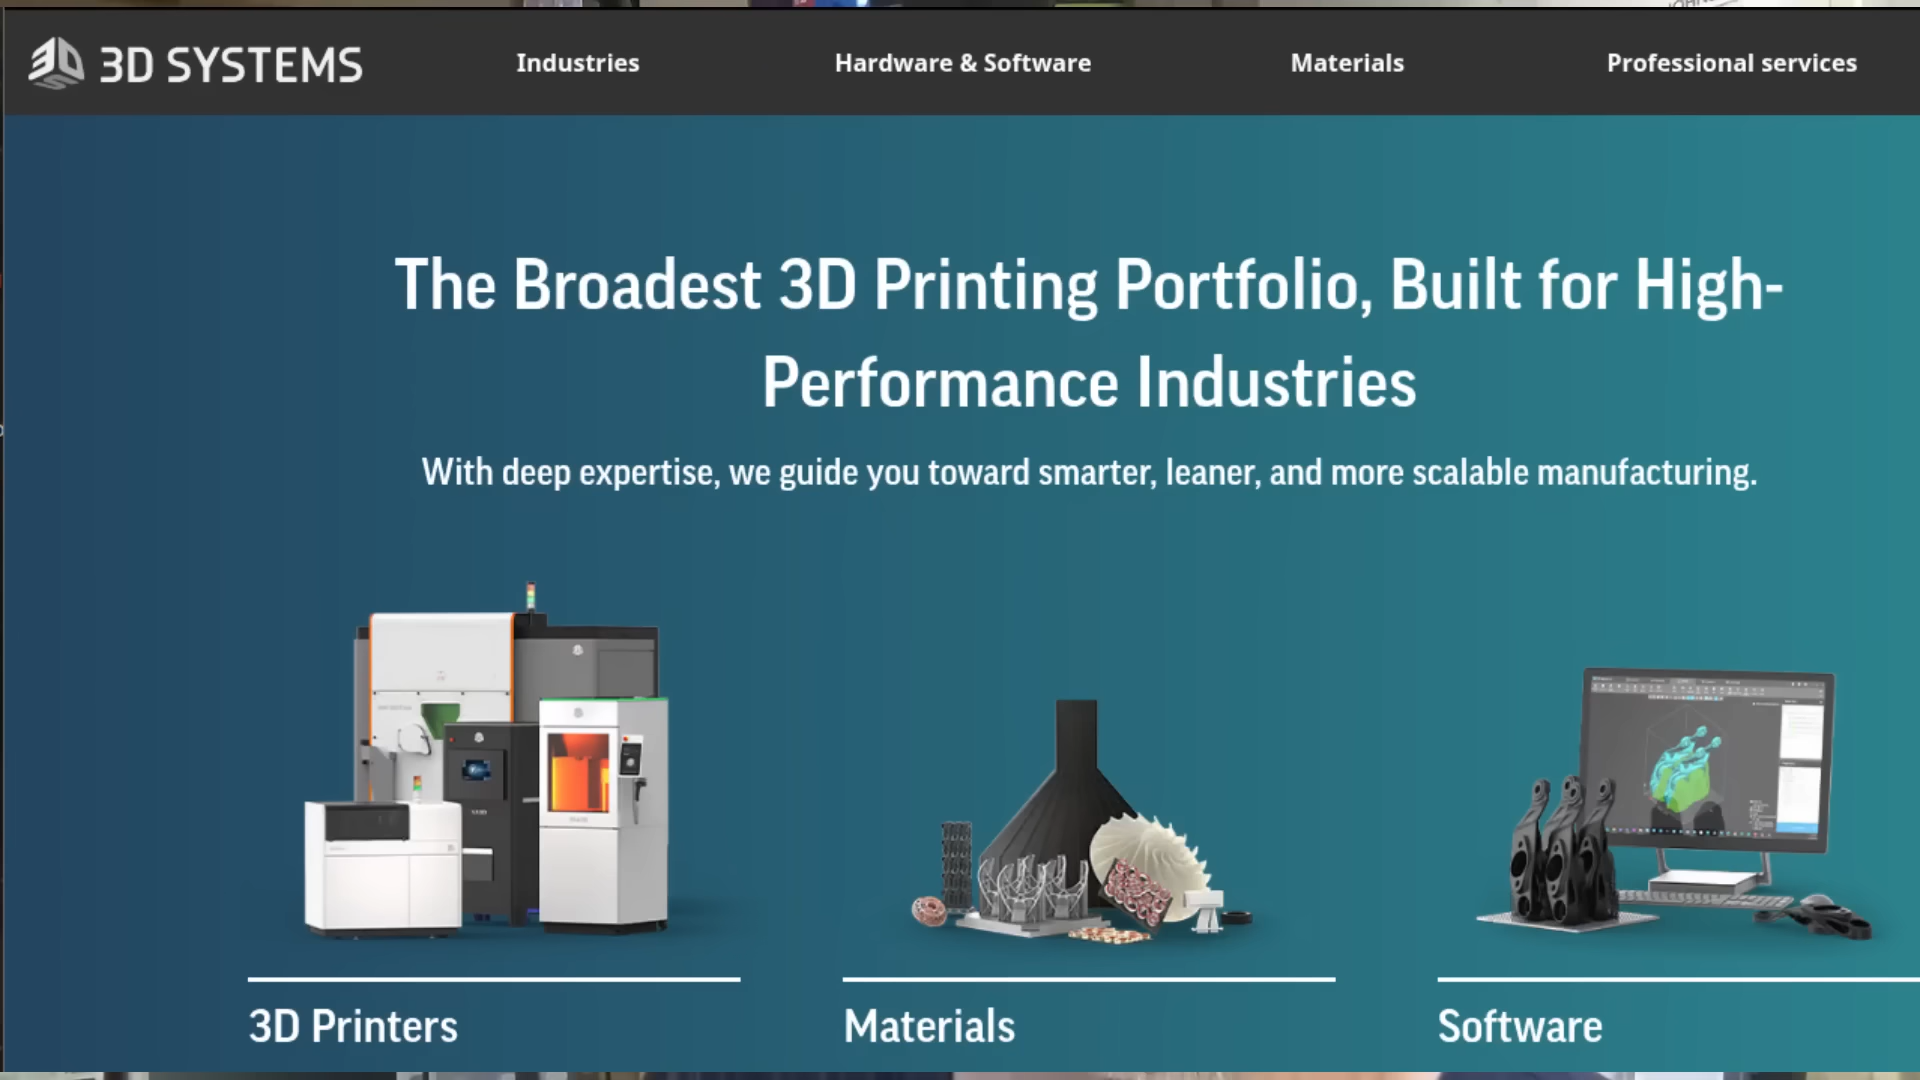 3D SYSTEMS
Industries
Hardware & Software
Materials
Professional services
The Broadest 3D Printing Portfolio, Built for High-
Performance Industries
With deep expertise, we guide you toward smarter, leaner, and more scalable manufacturing.
3D Printers
Materials
Software